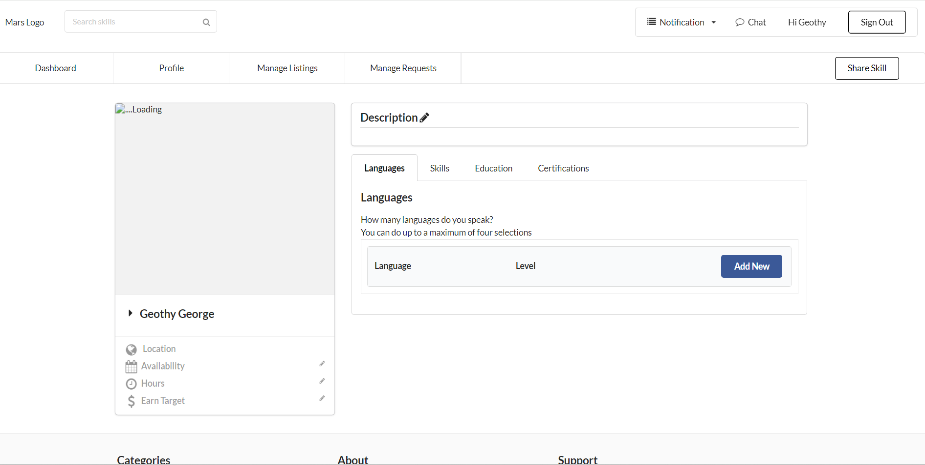 Mars Logo
Search skills
Notification
Chat
Hi Geothy
Sign Out
Dashboard
Profile
Manage Listings
Manage Requests
Share Skill
...Loading
Geothy George
Location
Availability
Hours
Earn Target
Description
Languages
Skills
Education
Certifications
Languages
How many languages do you speak?
You can do up to a maximum of four selections
Language
Level
Add New
Categories
About
Support